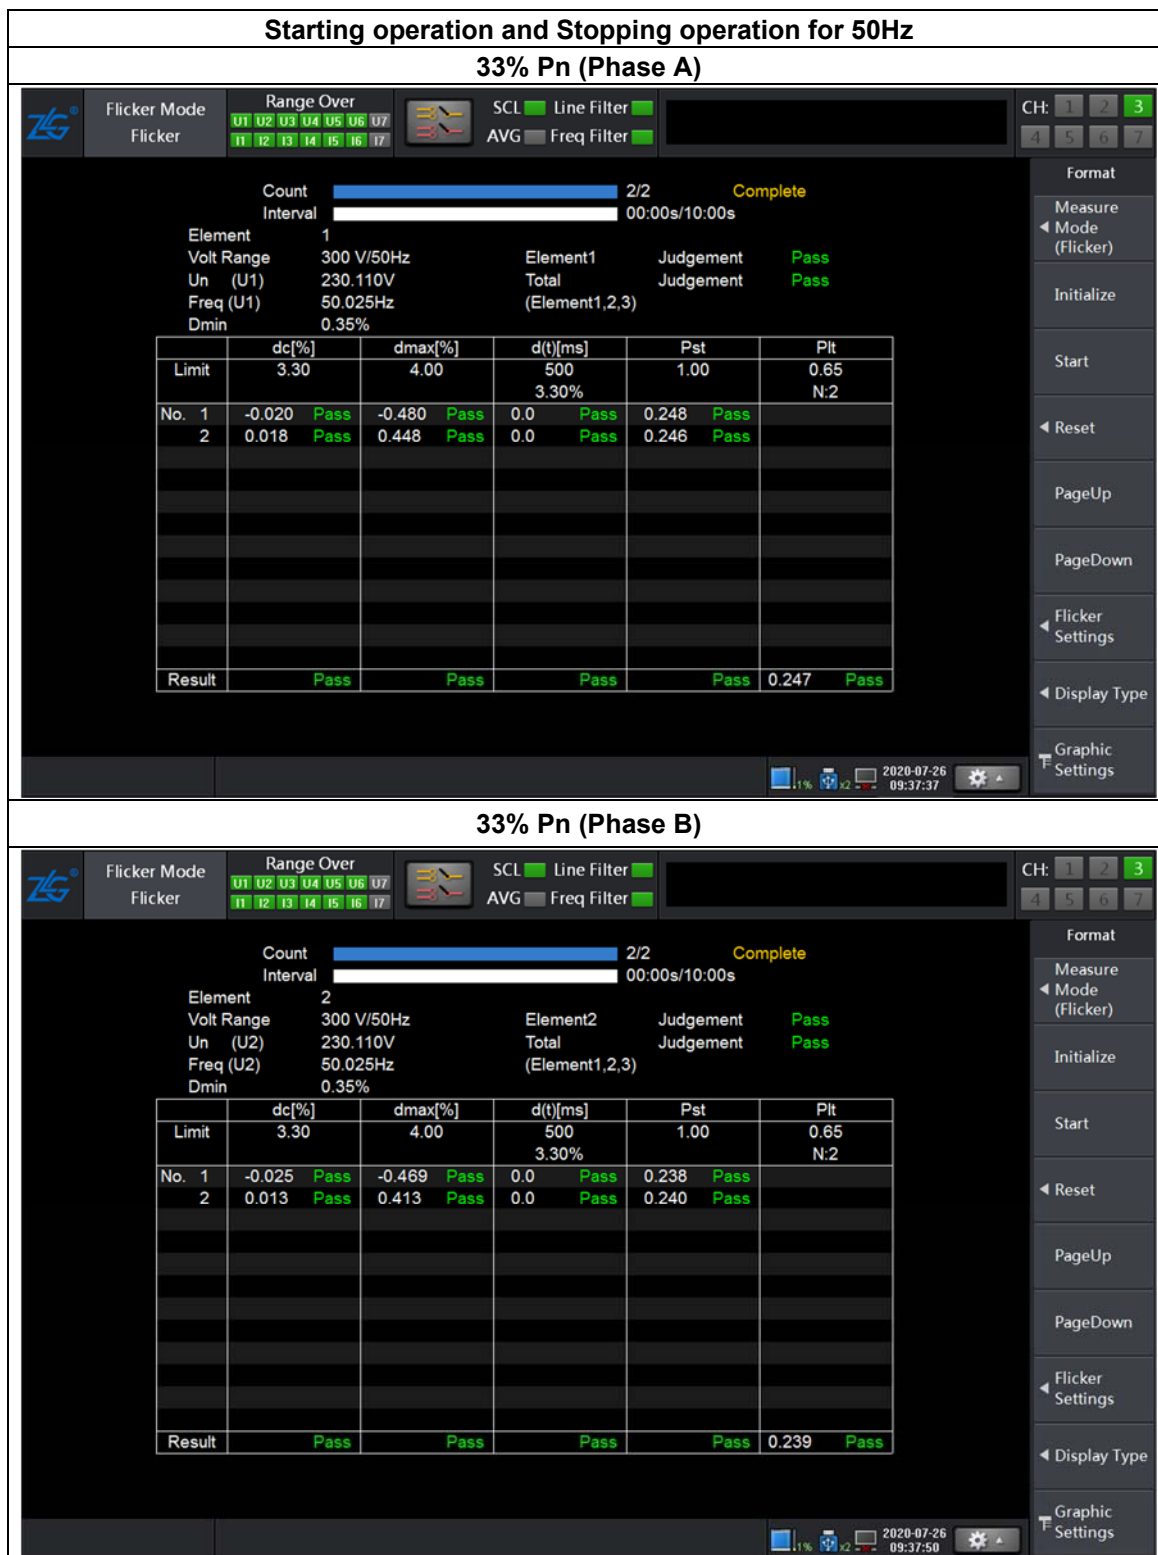 Starting operation and Stopping operation for 50Hz
33% Pn (Phase A)
ZLG® Flicker Mode Range Over SCL Line Filter CH: 1 2 3
U1 U2 U3 U4 U5 U6 U7
Flicker I1 I2 I3 I4 I5 I6 I7 AVG Freq Filter 4 5 6 7
Format
Count 2/2 Complete
Interval 00:00s/10:00s
Element 1
Volt Range 300 V/50Hz Element1 Judgement Pass
Un (U1) 230.110V Total Judgement Pass
Freq (U1) 50.025Hz (Element1,2,3)
Dmin 0.35%
dc[%] dmax[%] d(t)[ms] Pst Plt
Limit 3.30 4.00 500 1.00 0.65
3.30% N:2
No. 1 -0.020 Pass -0.480 Pass 0.0 Pass 0.248 Pass
2 0.018 Pass 0.448 Pass 0.0 Pass 0.246 Pass
Result Pass Pass Pass Pass 0.247 Pass
Measure
Mode
(Flicker)
Initialize
Start
Reset
PageUp
PageDown
Flicker
Settings
Display Type
Graphic
Settings
1% x2 2020-07-26
09:37:37
33% Pn (Phase B)
ZLG® Flicker Mode Range Over SCL Line Filter CH: 1 2 3
U1 U2 U3 U4 U5 U6 U7
Flicker I1 I2 I3 I4 I5 I6 I7 AVG Freq Filter 4 5 6 7
Format
Count 2/2 Complete
Interval 00:00s/10:00s
Element 2
Volt Range 300 V/50Hz Element2 Judgement Pass
Un (U2) 230.110V Total Judgement Pass
Freq (U2) 50.025Hz (Element1,2,3)
Dmin 0.35%
dc[%] dmax[%] d(t)[ms] Pst Plt
Limit 3.30 4.00 500 1.00 0.65
3.30% N:2
No. 1 -0.025 Pass -0.469 Pass 0.0 Pass 0.238 Pass
2 0.013 Pass 0.413 Pass 0.0 Pass 0.240 Pass
Result Pass Pass Pass Pass 0.239 Pass
Measure
Mode
(Flicker)
Initialize
Start
Reset
PageUp
PageDown
Flicker
Settings
Display Type
Graphic
Settings
1% x2 2020-07-26
09:37:50